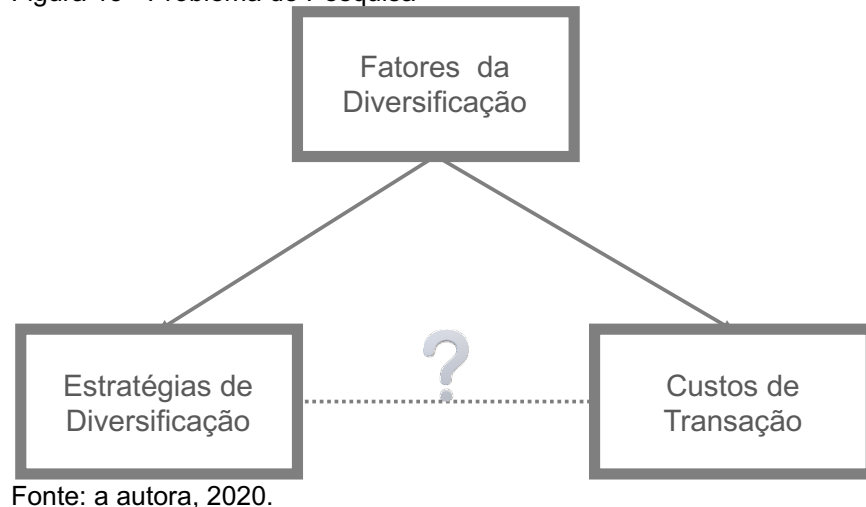 Fatores da
Diversificação
?
Estratégias de
Diversificação
Custos de
Transação
Fonte: a autora, 2020.